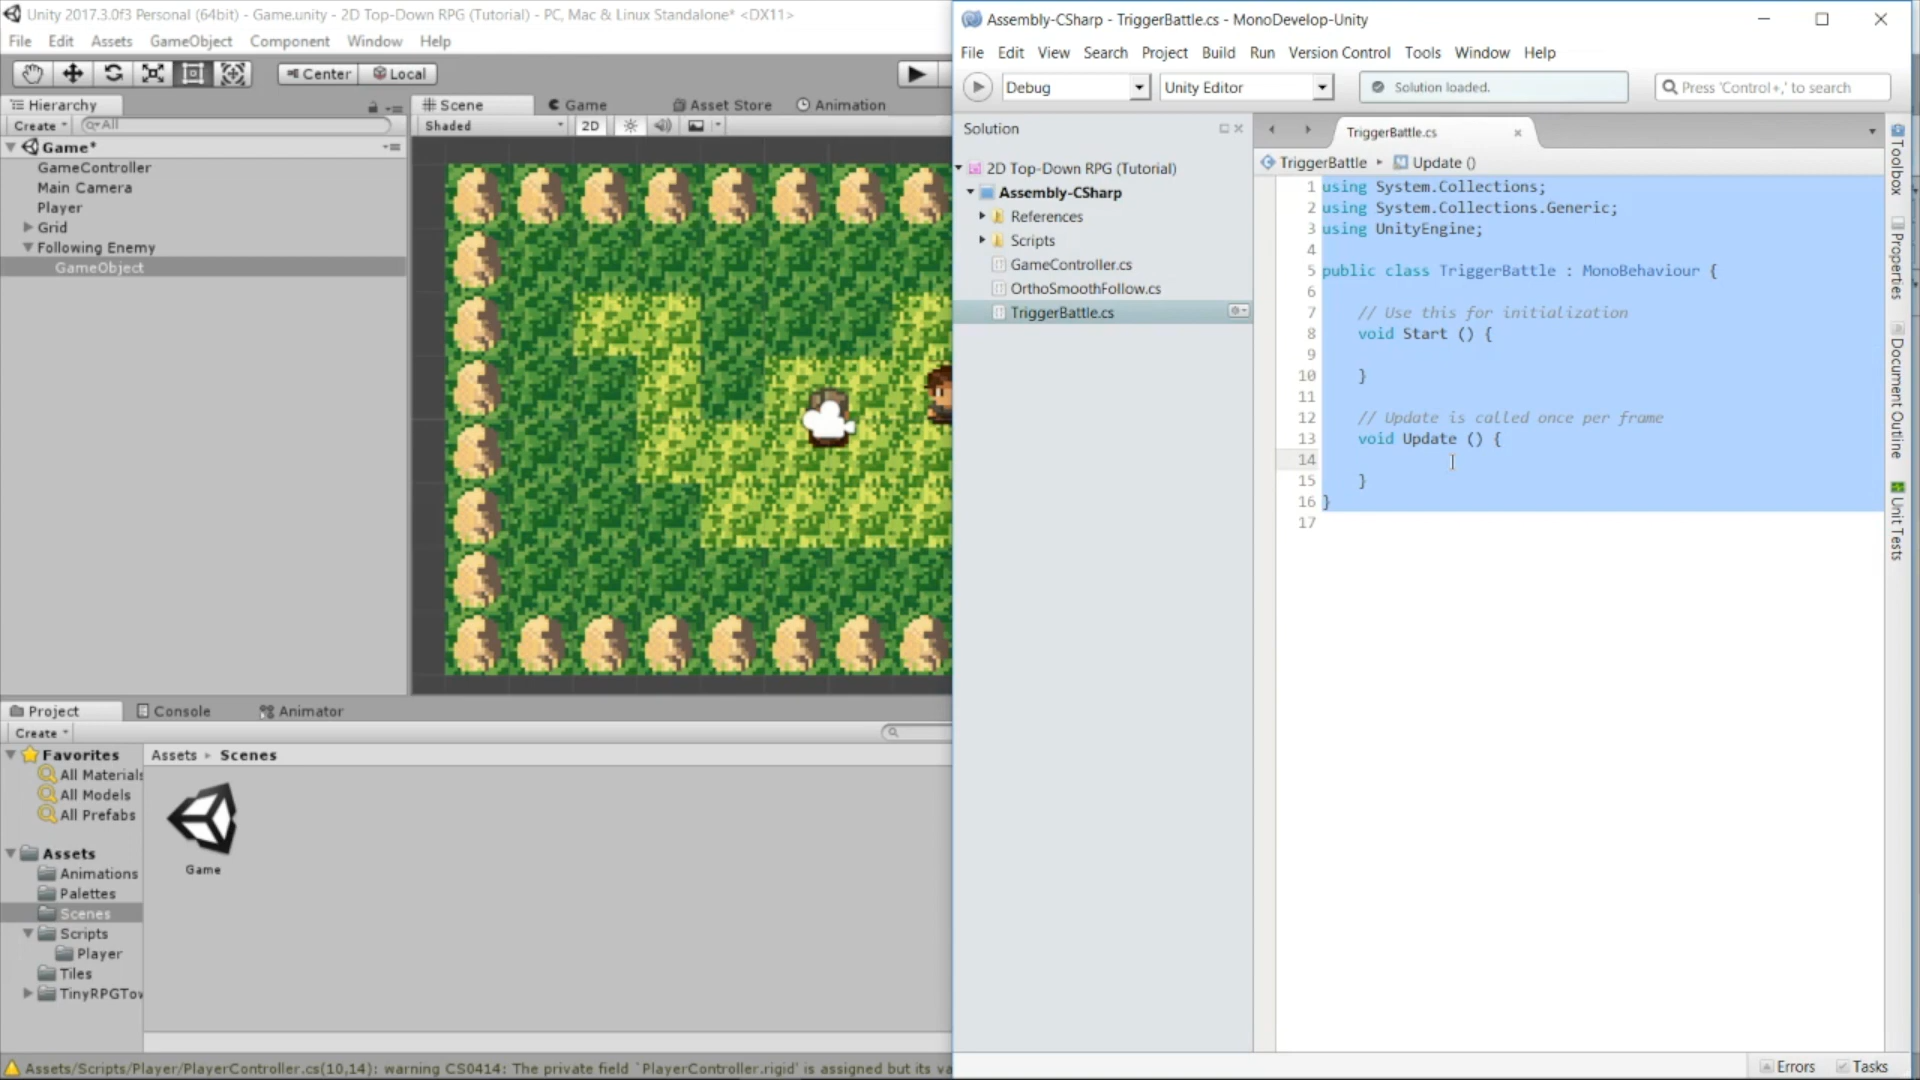 Unity 2017.3.0f3 Personal (64bit) - Game.unity - 2D Top-Down RPG (Tutorial) - PC, Mac & Linux Standalone* <DX11>
File Edit Assets GameObject Component Window Help
Center Local
Hierarchy
Create All
Game*
GameController
Main Camera
Player
Grid
Following Enemy
GameObject
Scene Game Asset Store Animation
Shaded 2D
Project Console Animator
Create
Favorites
All Materials
All Models
All Prefabs
Assets
Animations
Palettes
Scenes
Scripts
Player
Tiles
TinyRPGTov
Assets Scenes
Game
Assets/Scripts/Player/PlayerController.cs(10,14): warning CS0414: The private field `PlayerController.rigid' is assigned but its va
Assembly-CSharp - TriggerBattle.cs - MonoDevelop-Unity
File Edit View Search Project Build Run Version Control Tools Window Help
Debug Unity Editor Solution loaded. Press 'Control+,' to search
Solution
2D Top-Down RPG (Tutorial)
Assembly-CSharp
References
Scripts
GameController.cs
OrthoSmoothFollow.cs
TriggerBattle.cs
TriggerBattle.cs
TriggerBattle Update ()
1 using System.Collections;
2 using System.Collections.Generic;
3 using UnityEngine;
4
5 public class TriggerBattle : MonoBehaviour {
6
7 // Use this for initialization
8 void Start () {
9
10 }
11
12 // Update is called once per frame
13 void Update () {
14
15 }
16 }
17
Toolbox
Properties
Document Outline
Unit Tests
Errors Tasks